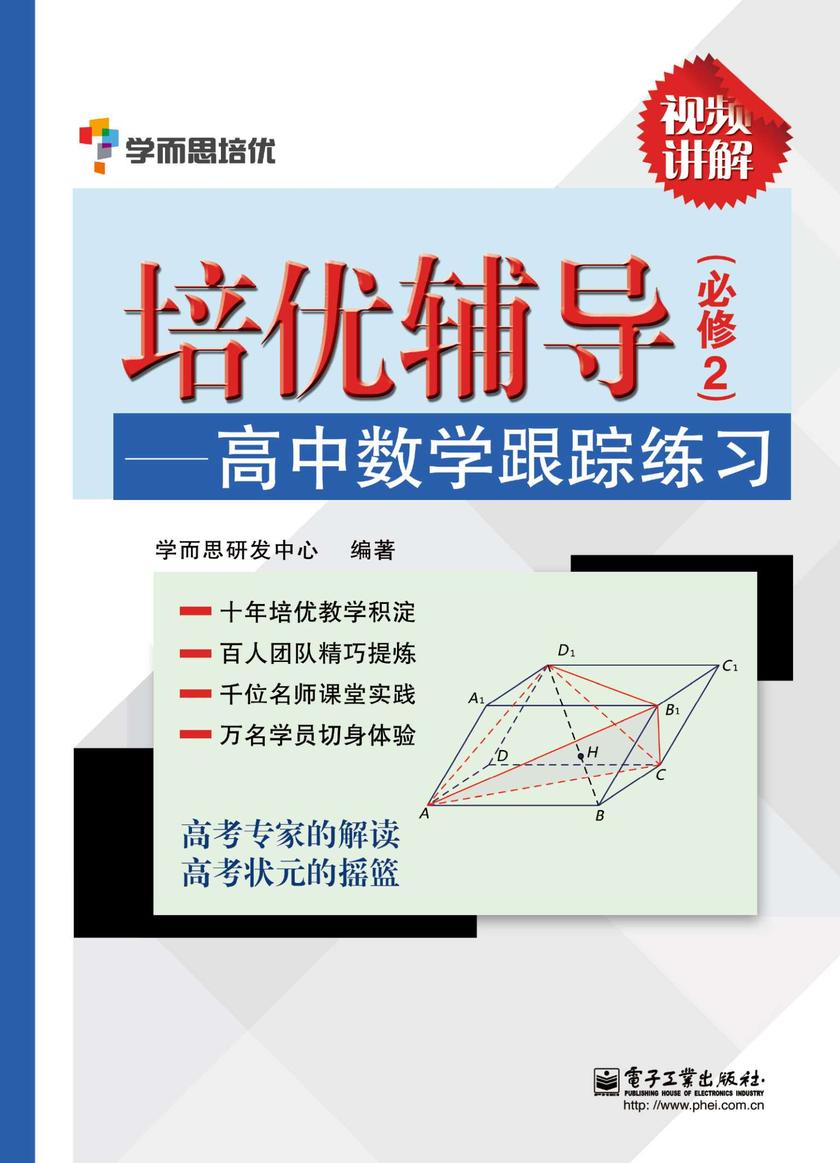 视频
讲解
学而思培优
培优辅导
(必修2)
——高中数学跟踪练习
学而思研发中心 编著
十年培优教学积淀
百人团队精巧提炼
千位名师课堂实践
万名学员切身体验
D1
C1
A1
B1
D
H
C
A
B
高考专家的解读
高考状元的摇篮
電子工業出版社·
PUBLISHING HOUSE OF ELECTRONICS INDUSTRY
http: //www.phei.com.cn